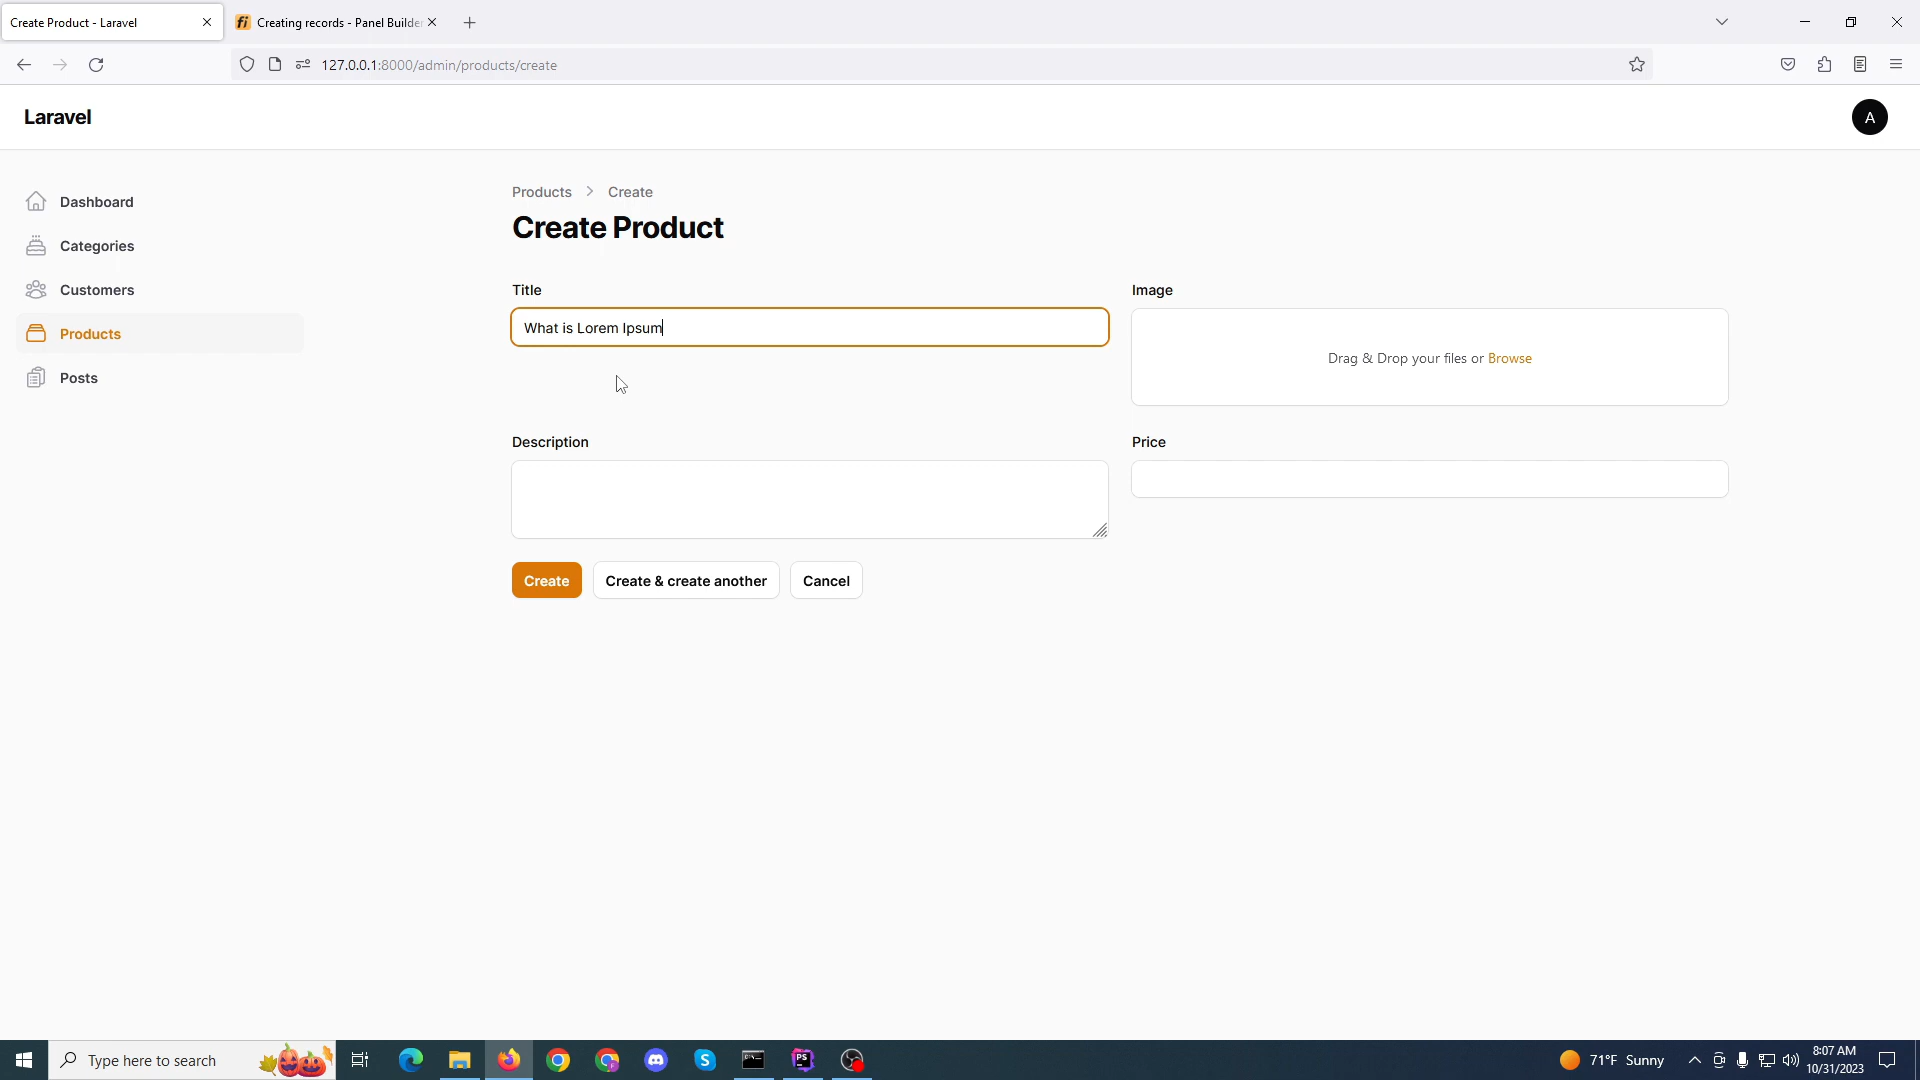 Create Product - Laravel
Creating records - Panel Builde
127.0.0.1:8000/admin/products/create
Laravel
A
Dashboard
Categories
Customers
Products
Posts
Products > Create
Create Product
Title
What is Lorem Ipsum
Image
Drag & Drop your files or Browse
Description
Price
Create
Create & create another
Cancel
Type here to search
71°F Sunny
8:07 AM
10/31/2023